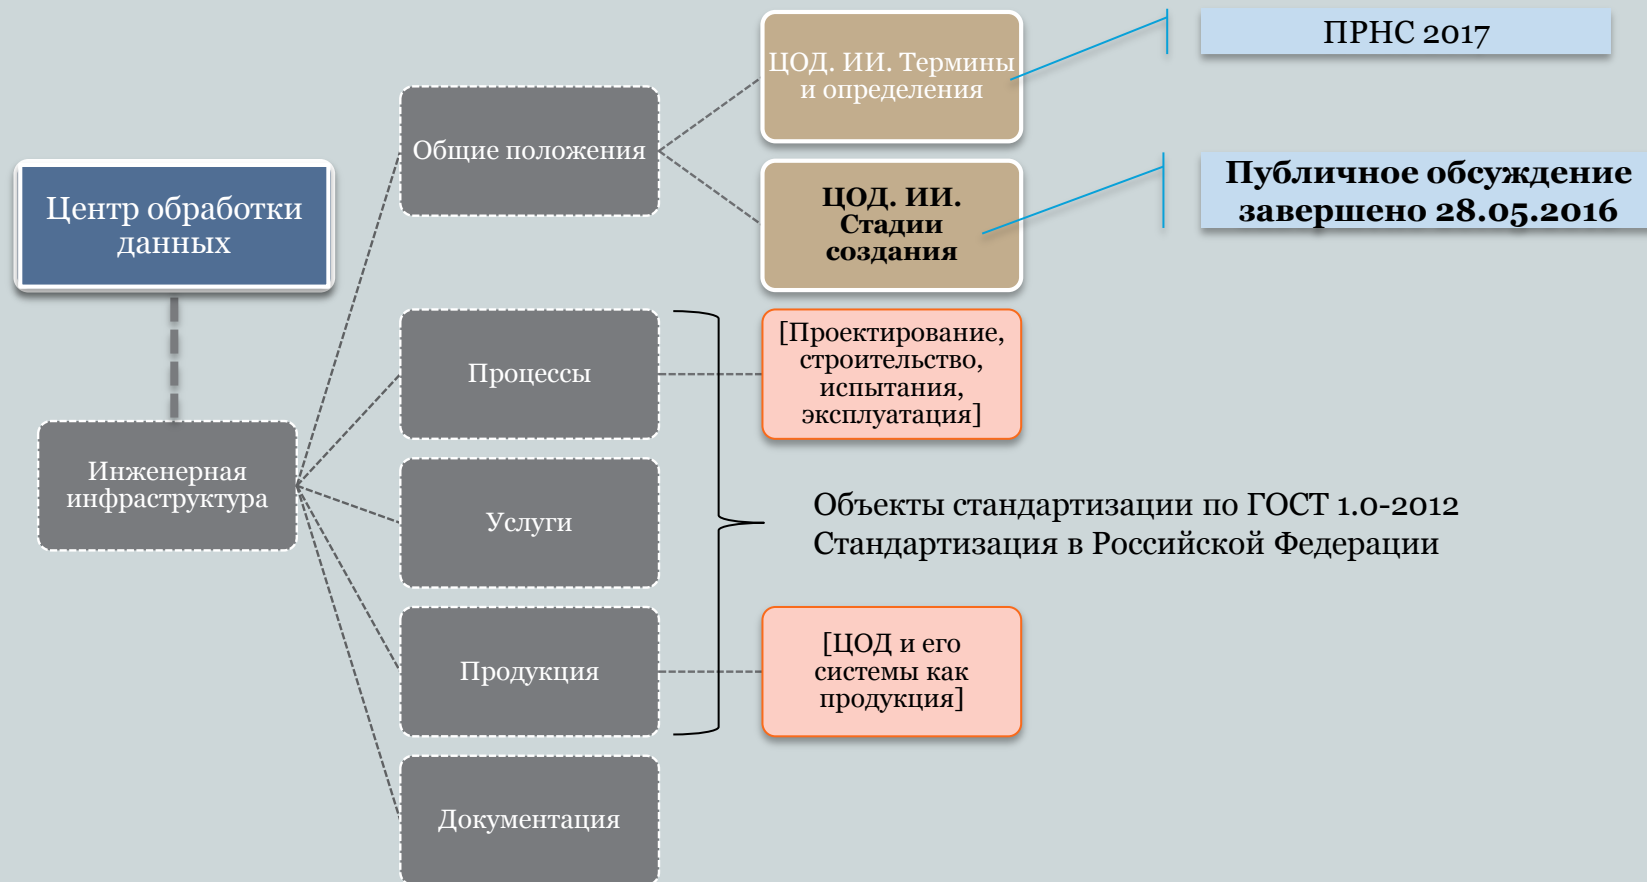 Центр обработки
данных
Инженерная
инфраструктура
Общие положения
Процессы
Услуги
Продукция
Документация
ЦОД. ИИ. Термины
и определения
ЦОД. ИИ.
Стадии
создания
[Проектирование,
строительство,
испытания,
эксплуатация]
[ЦОД и его
системы как
продукция]
ПРНС 2017
Публичное обсуждение
завершено 28.05.2016
Объекты стандартизации по ГОСТ 1.0-2012
Стандартизация в Российской Федерации